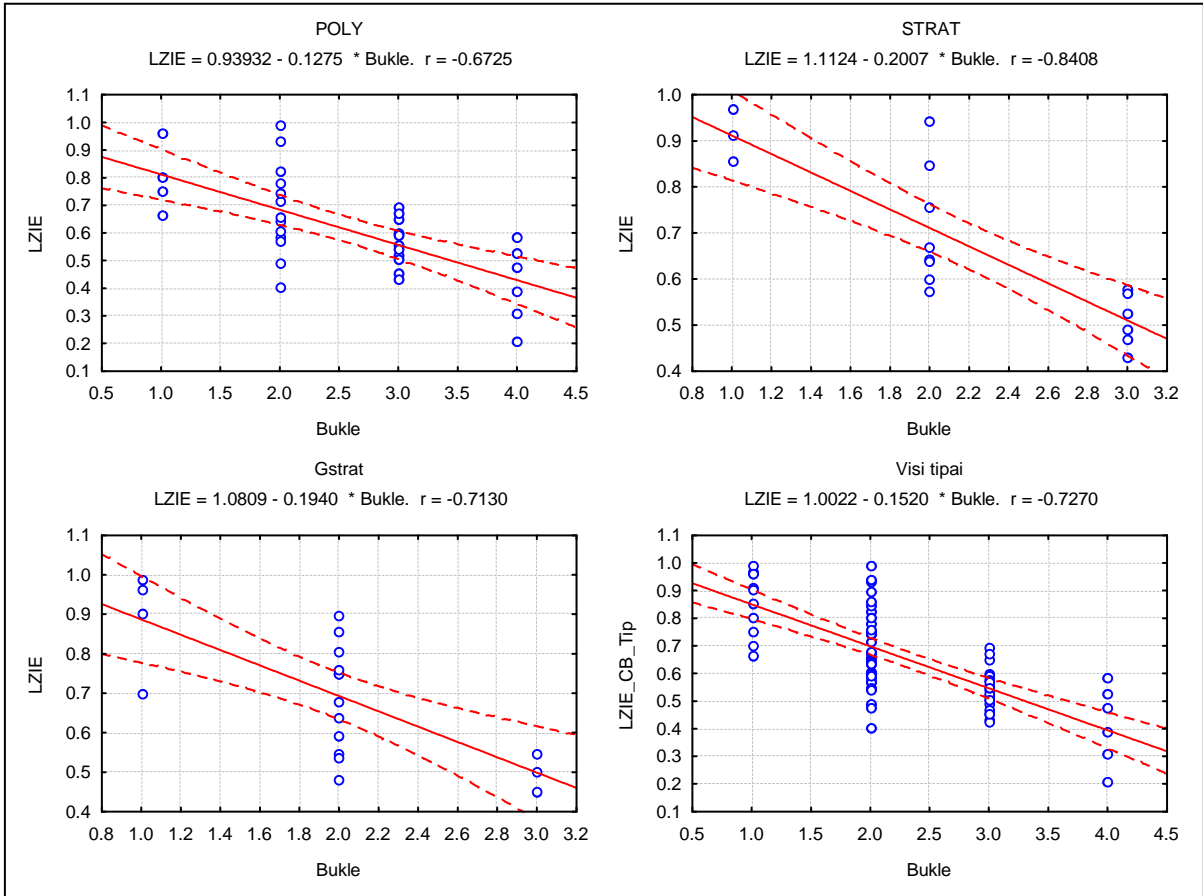 POLY
LZIE = 0.93932 - 0.1275 * Bukle. r = -0.6725
1.1
1.0
0.9
0.8
0.7
0.6
0.5
0.4
0.3
0.2
0.1
LZIE
0.5 1.0 1.5 2.0 2.5 3.0 3.5 4.0 4.5
Bukle
STRAT
LZIE = 1.1124 - 0.2007 * Bukle. r = -0.8408
1.0
0.9
0.8
0.7
0.6
0.5
0.4
LZIE
0.8 1.0 1.2 1.4 1.6 1.8 2.0 2.2 2.4 2.6 2.8 3.0 3.2
Bukle
Gstrat
LZIE = 1.0809 - 0.1940 * Bukle. r = -0.7130
1.1
1.0
0.9
0.8
0.7
0.6
0.5
0.4
LZIE
0.8 1.0 1.2 1.4 1.6 1.8 2.0 2.2 2.4 2.6 2.8 3.0 3.2
Bukle
Visi tipai
LZIE = 1.0022 - 0.1520 * Bukle. r = -0.7270
1.1
1.0
0.9
0.8
0.7
0.6
0.5
0.4
0.3
0.2
0.1
LZIE_CB_Tip
0.5 1.0 1.5 2.0 2.5 3.0 3.5 4.0 4.5
Bukle